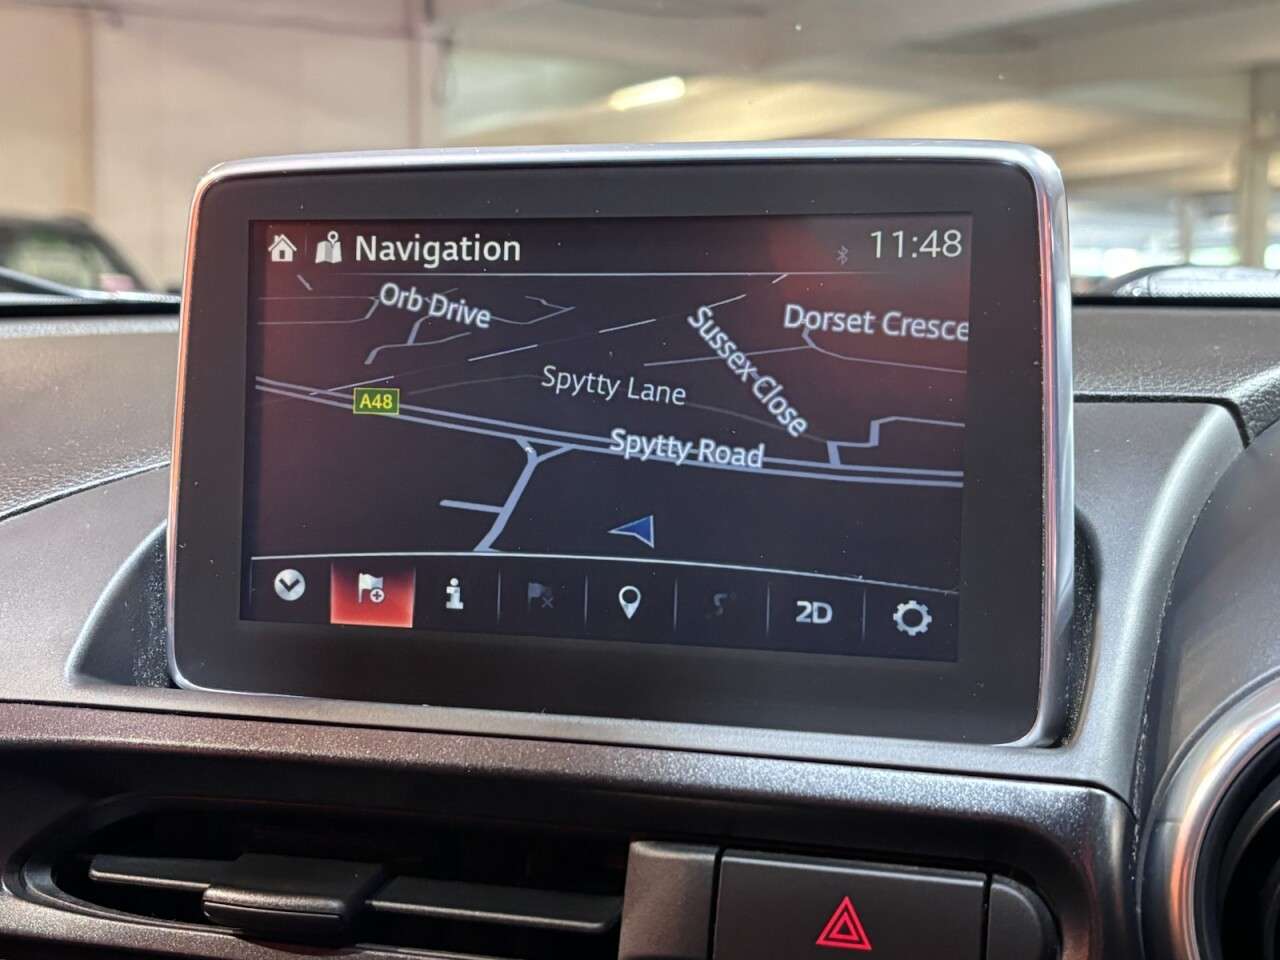 Navigation
11:48
Orb Drive
Sussex Close
Dorset Cresce
Spytty Lane
A48
Spytty Road
2D